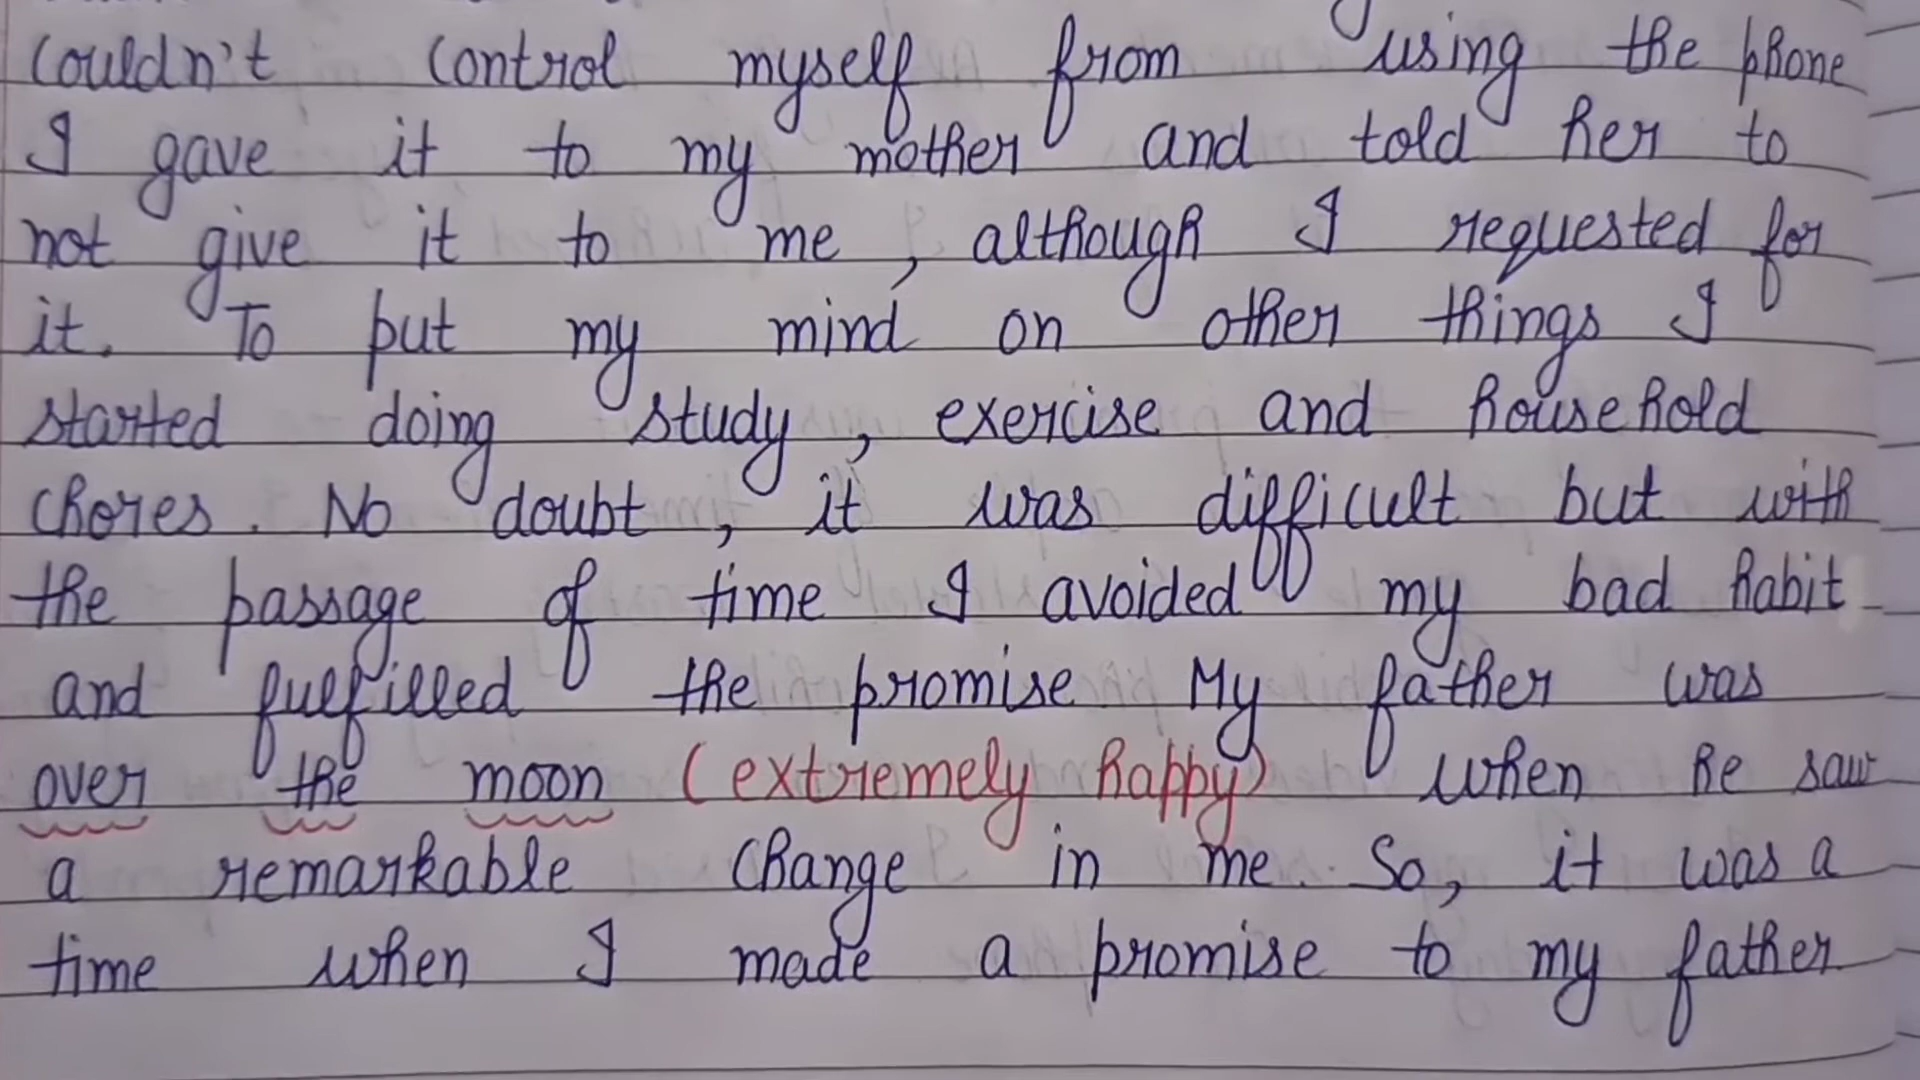 Couldn't control myself from using the phone
I gave it to my mother and told her to
not give it to me, although I requested for
it. To put my mind on other things I
started doing study, exercise and household
chores. No doubt, it was difficult but with
the passage of time I avoided my bad habit
and fulfilled the promise My father was
over the moon (extremely happy) when he saw
a remarkable change in me. So, it was a
time when I made a promise to my father